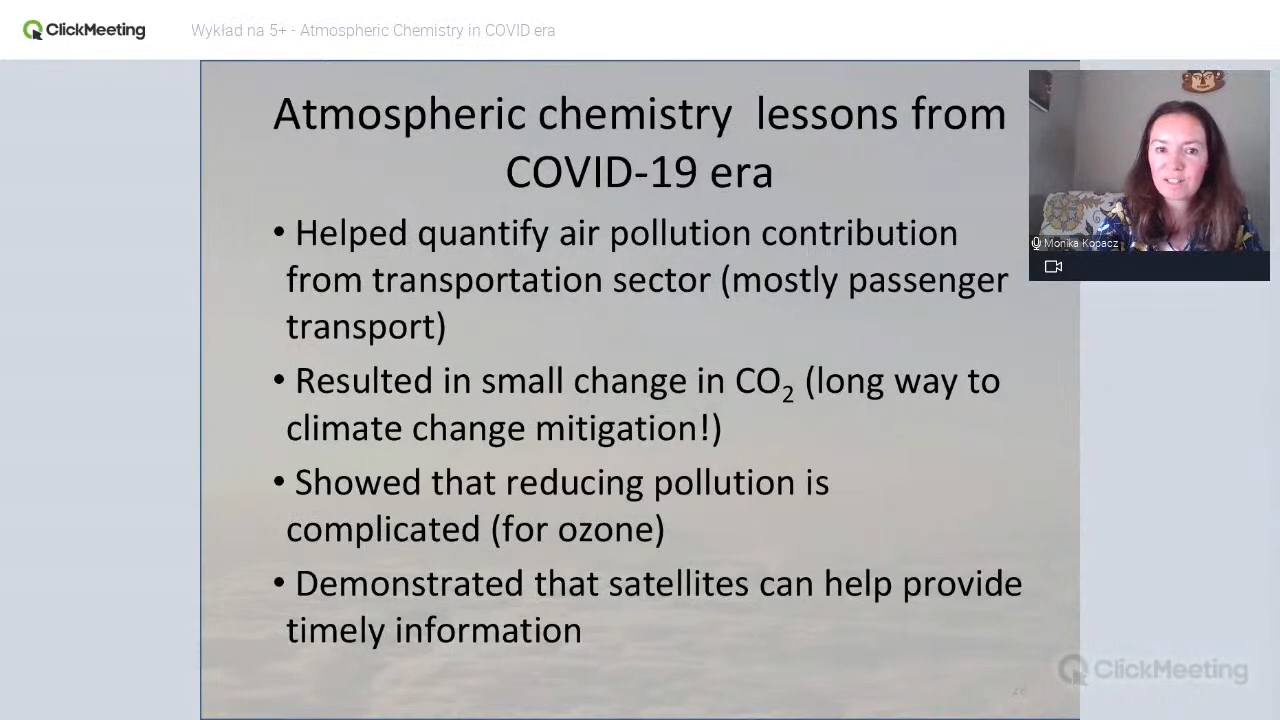 ClickMeeting
Wykład na 5+ - Atmospheric Chemistry in COVID era
Atmospheric chemistry lessons from
COVID-19 era
• Helped quantify air pollution contribution
from transportation sector (mostly passenger
transport)
• Resulted in small change in CO₂ (long way to
climate change mitigation!)
• Showed that reducing pollution is
complicated (for ozone)
• Demonstrated that satellites can help provide
timely information
Monika Kopacz
ClickMeeting